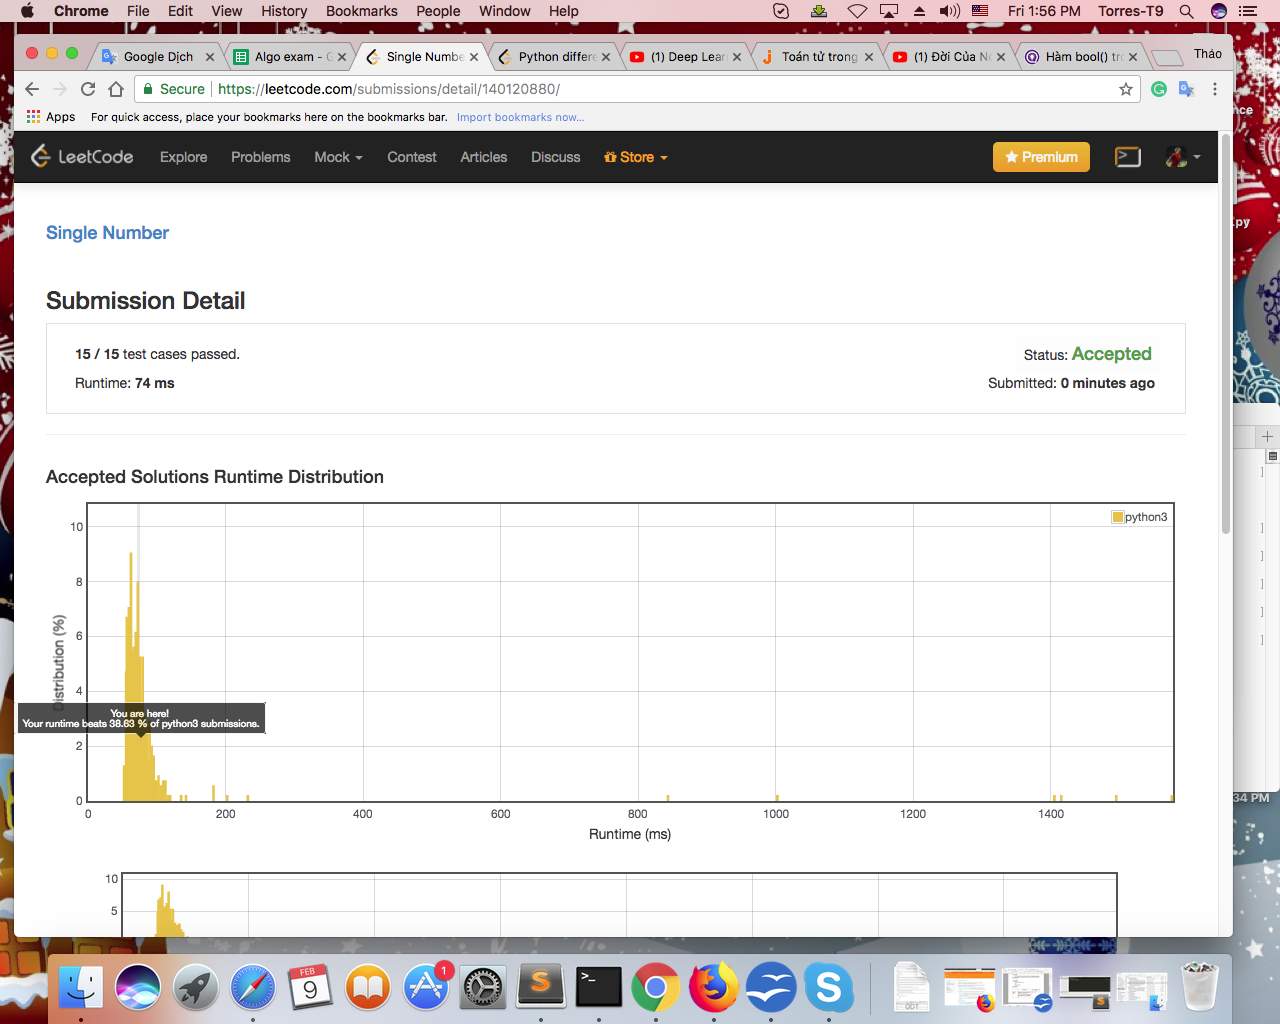 Chrome File Edit View History Bookmarks People Window Help Fri 1:56 PM Torres-T9
Google Dịch Algo exam - G Single Numbe Python differe (1) Deep Lear Toán tử trong (1) Đời Của No Hàm bool() tro Thảo
Secure https://leetcode.com/submissions/detail/140120880/
Apps For quick access, place your bookmarks here on the bookmarks bar. Import bookmarks now...
nce
LeetCode Explore Problems Mock Contest Articles Discuss Store Premium
.py
Single Number
Submission Detail
15 / 15 test cases passed. Status: Accepted
Runtime: 74 ms Submitted: 0 minutes ago
Accepted Solutions Runtime Distribution
python3
10
8
6
4
2
0
Distribution (%)
You are here!
Your runtime beats 38.63 % of python3 submissions.
0 200 400 600 800 1000 1200 1400
Runtime (ms)
34 PM
10
5
FEB
9
1
ODT